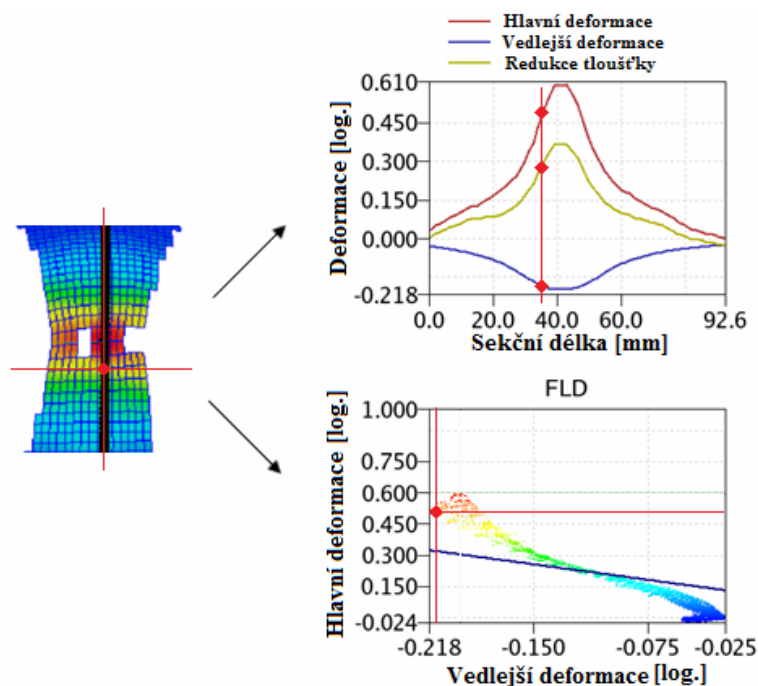 Hlavní deformace
Vedlejší deformace
Redukce tloušťky
0.610
0.450
0.300
0.150
0.000
-0.218
Deformace [log.]
0.0 20.0 40.0 60.0 92.6
Sekční délka [mm]
FLD
1.000
0.750
0.600
0.450
0.300
0.150
-0.024
Hlavní deformace [log.]
-0.218 -0.150 -0.075 -0.025
Vedlejší deformace [log.]